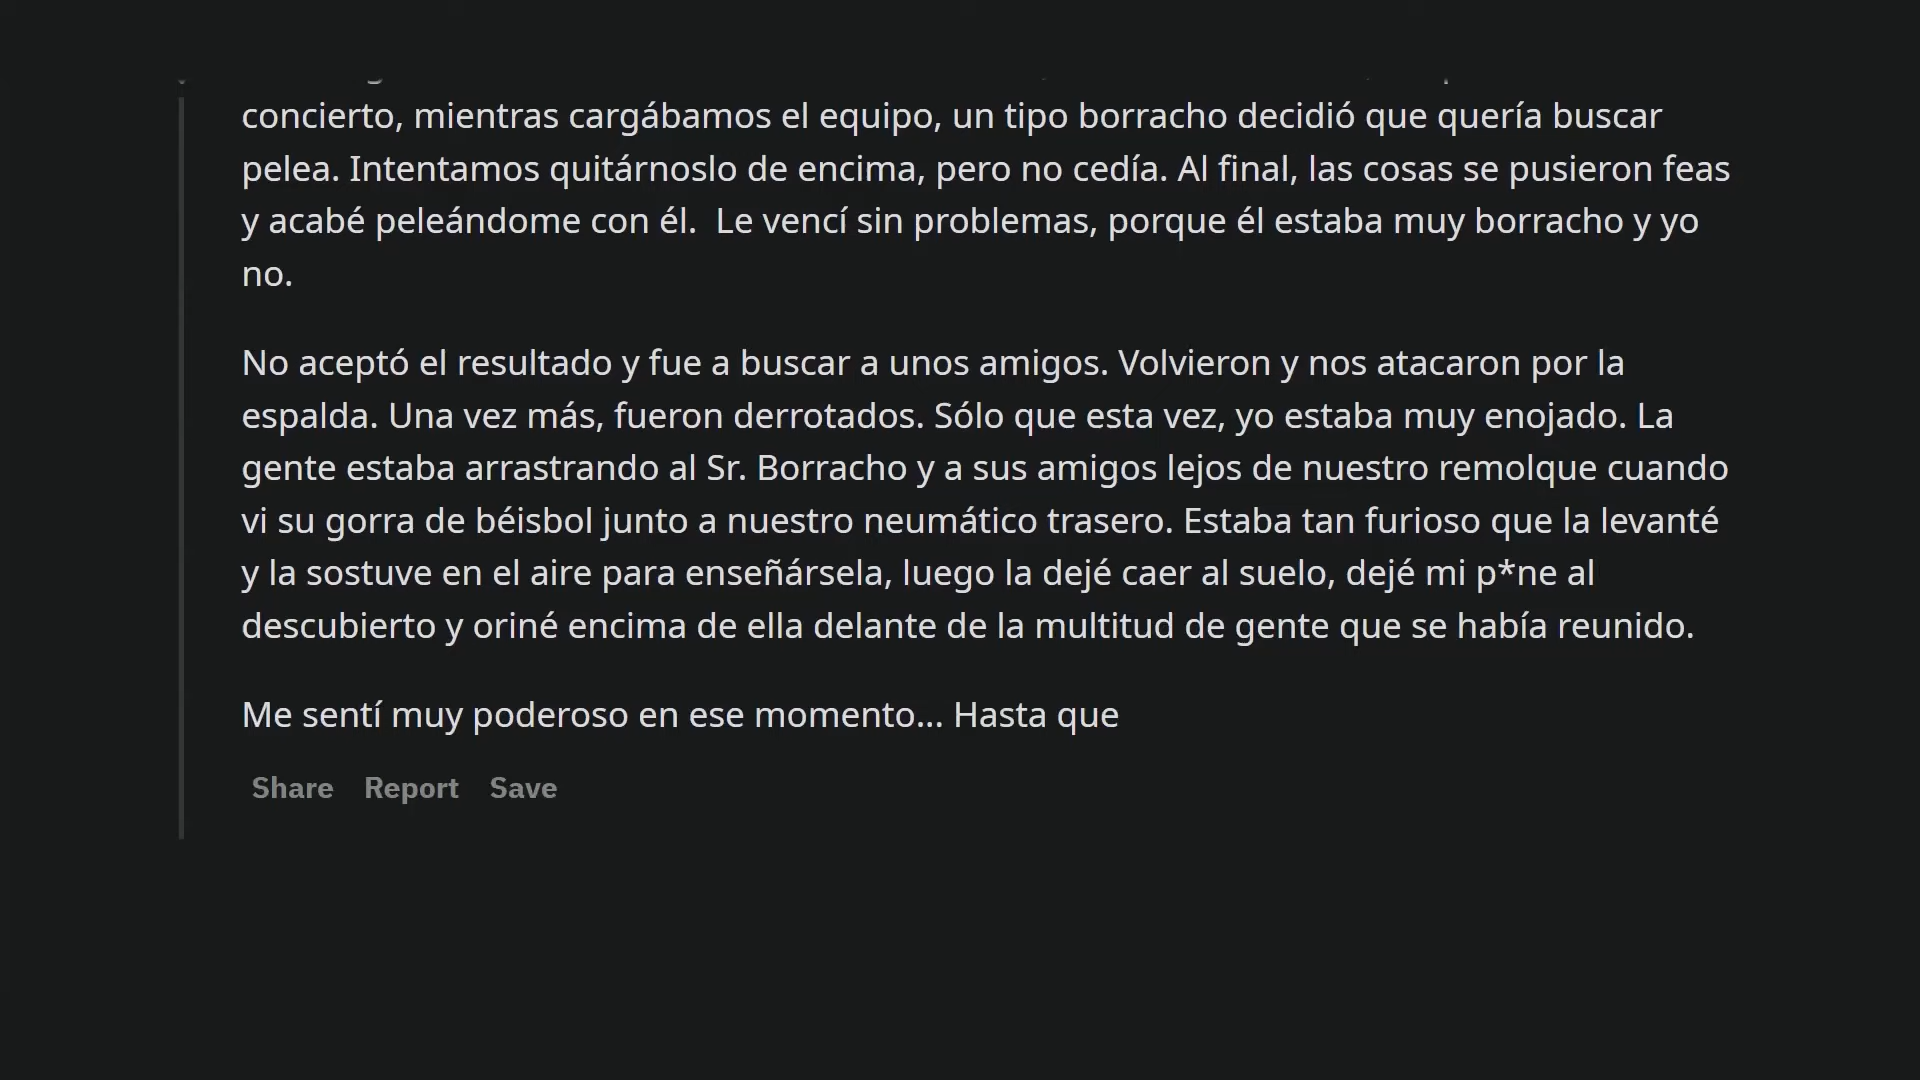 concierto, mientras cargábamos el equipo, un tipo borracho decidió que quería buscar
pelea. Intentamos quitárnoslo de encima, pero no cedía. Al final, las cosas se pusieron feas
y acabé peleándome con él.  Le vencí sin problemas, porque él estaba muy borracho y yo
no.
No aceptó el resultado y fue a buscar a unos amigos. Volvieron y nos atacaron por la
espalda. Una vez más, fueron derrotados. Sólo que esta vez, yo estaba muy enojado. La
gente estaba arrastrando al Sr. Borracho y a sus amigos lejos de nuestro remolque cuando
vi su gorra de béisbol junto a nuestro neumático trasero. Estaba tan furioso que la levanté
y la sostuve en el aire para enseñársela, luego la dejé caer al suelo, dejé mi p*ne al
descubierto y oriné encima de ella delante de la multitud de gente que se había reunido.
Me sentí muy poderoso en ese momento... Hasta que
Share Report Save